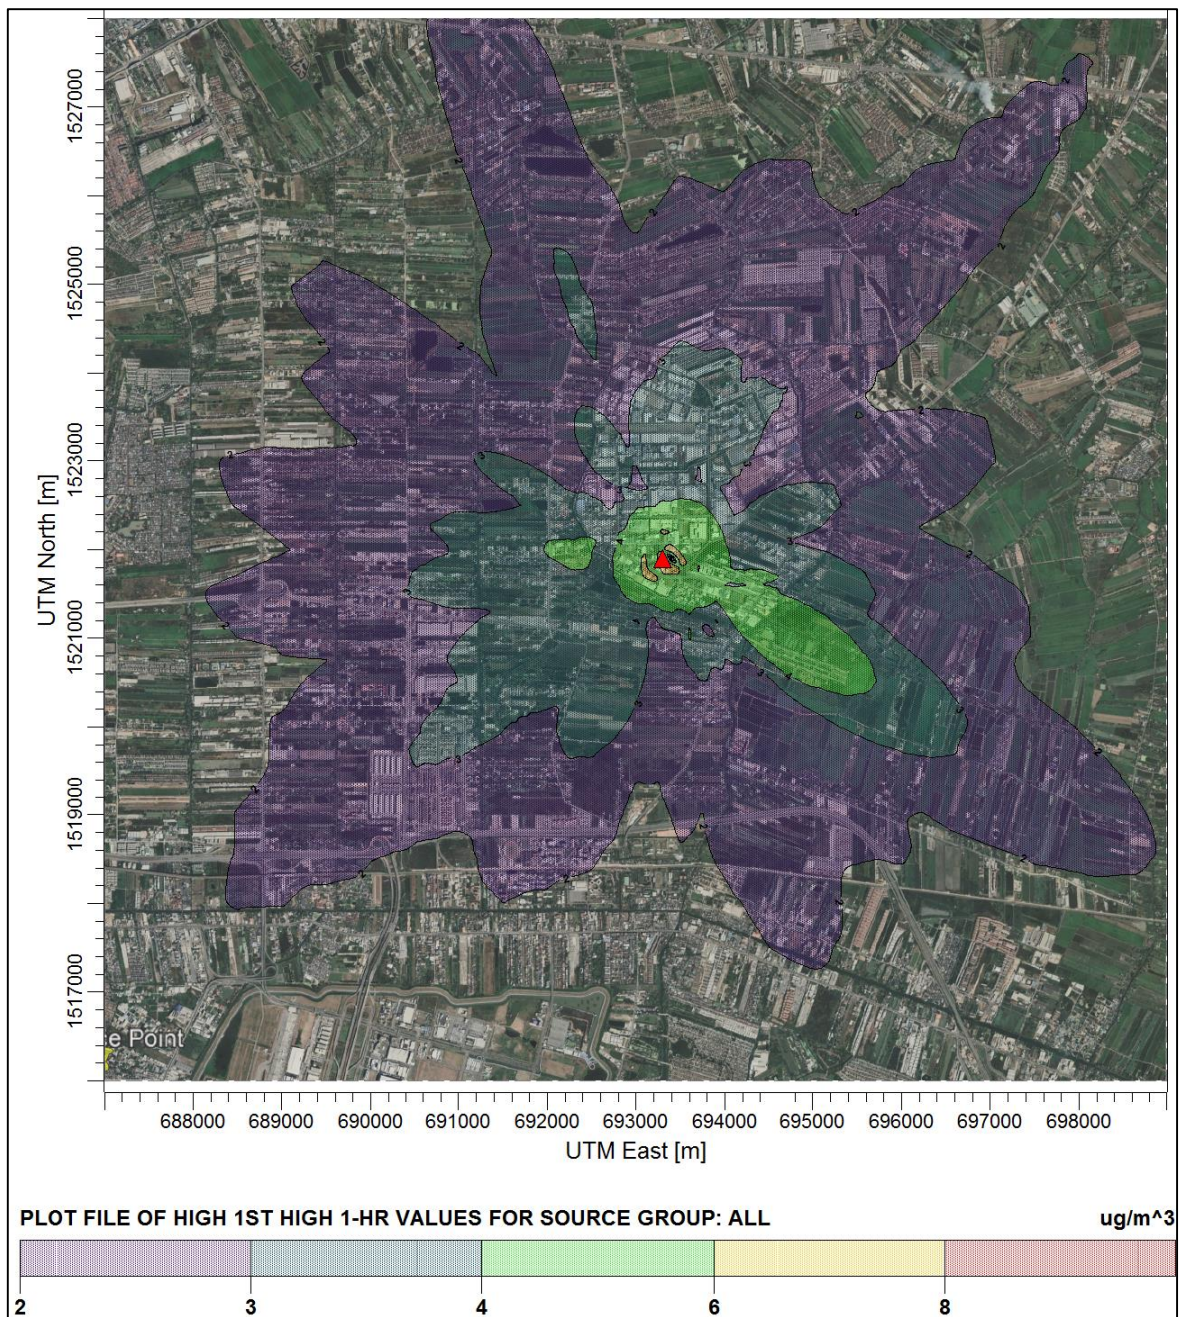 1527000
1525000
1523000
1521000
1519000
1517000
UTM North [m]
e Point
688000 689000 690000 691000 692000 693000 694000 695000 696000 697000 698000
UTM East [m]
PLOT FILE OF HIGH 1ST HIGH 1-HR VALUES FOR SOURCE GROUP: ALL
ug/m^3
2 3 4 6 8